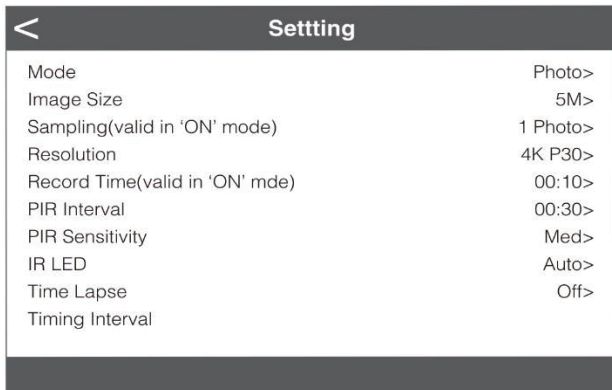 < Settting
Mode Photo>
Image Size 5M>
Sampling(valid in ‘ON’ mode) 1 Photo>
Resolution 4K P30>
Record Time(valid in ‘ON’ mde) 00:10>
PIR Interval 00:30>
PIR Sensitivity Med>
IR LED Auto>
Time Lapse Off>
Timing Interval